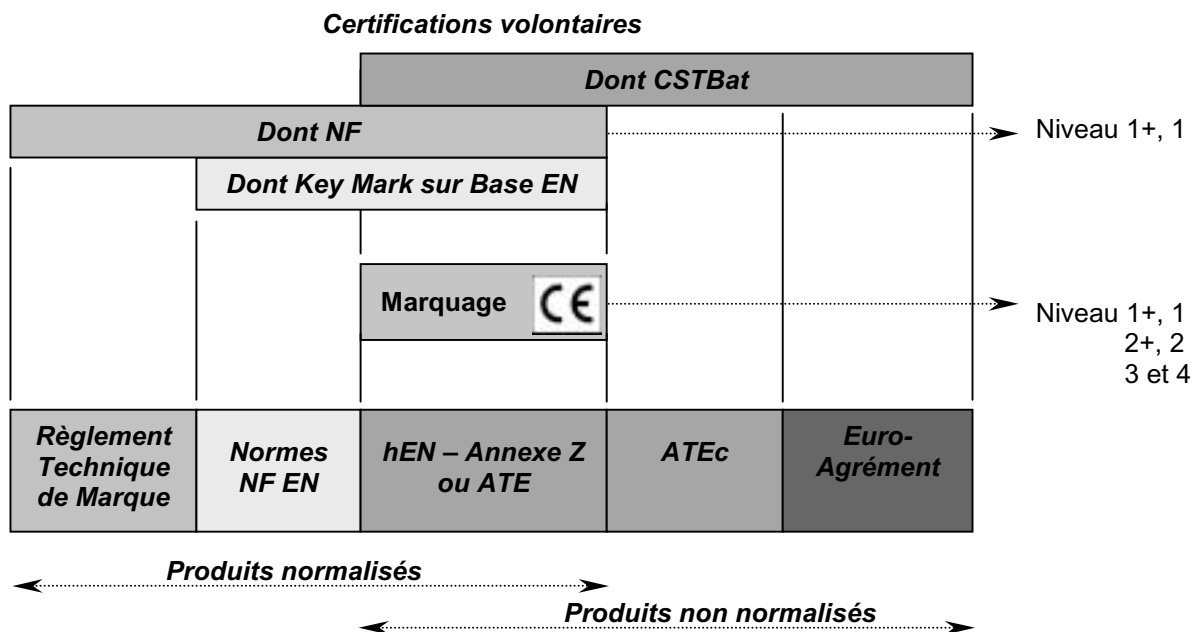 Certifications volontaires
Dont CSTBat
Dont NF
Niveau 1+, 1
Dont Key Mark sur Base EN
Marquage CE
Niveau 1+, 1
2+, 2
3 et 4
Règlement
Technique
de Marque
Normes
NF EN
hEN – Annexe Z
ou ATE
ATEc
Euro-
Agrément
Produits normalisés
Produits non normalisés